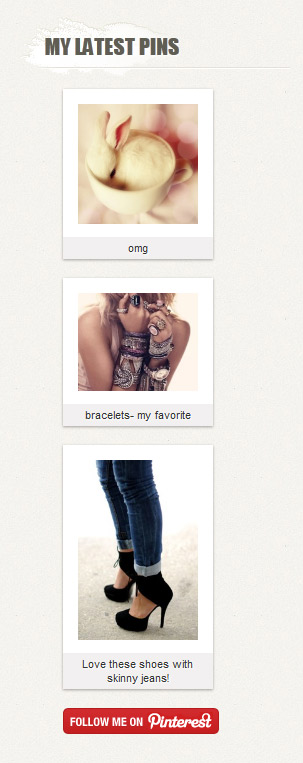 MY LATEST PINS
omg
bracelets- my favorite
Love these shoes with
skinny jeans!
FOLLOW ME ON Pinterest